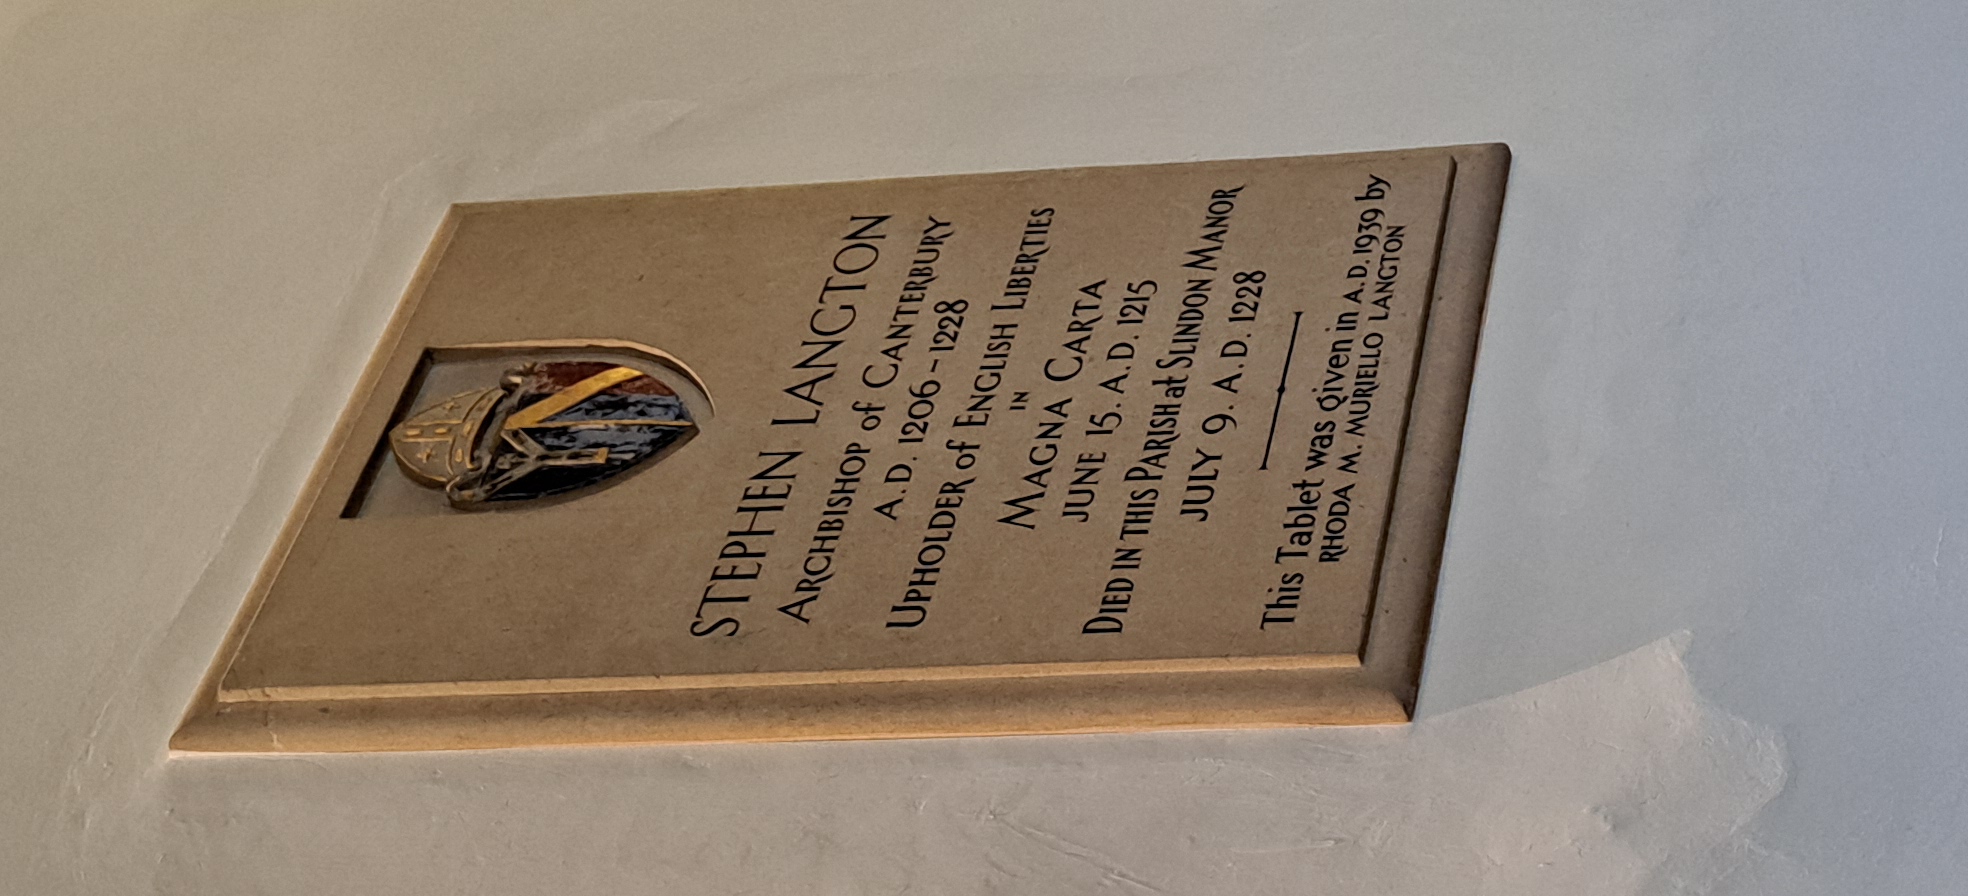 STEPHEN LANGTON
ARCHBISHOP of CANTERBURY
A.D. 1206-1228
UPHOLDER of ENGLISH LIBERTIES
IN
MAGNA CARTA
JUNE 15. A.D. 1215
DIED IN THIS PARISH at SLINDON MANOR
JULY 9. A.D. 1228
This Tablet was given in A.D. 1939 by
RHODA M. MURIELLO LANGTON